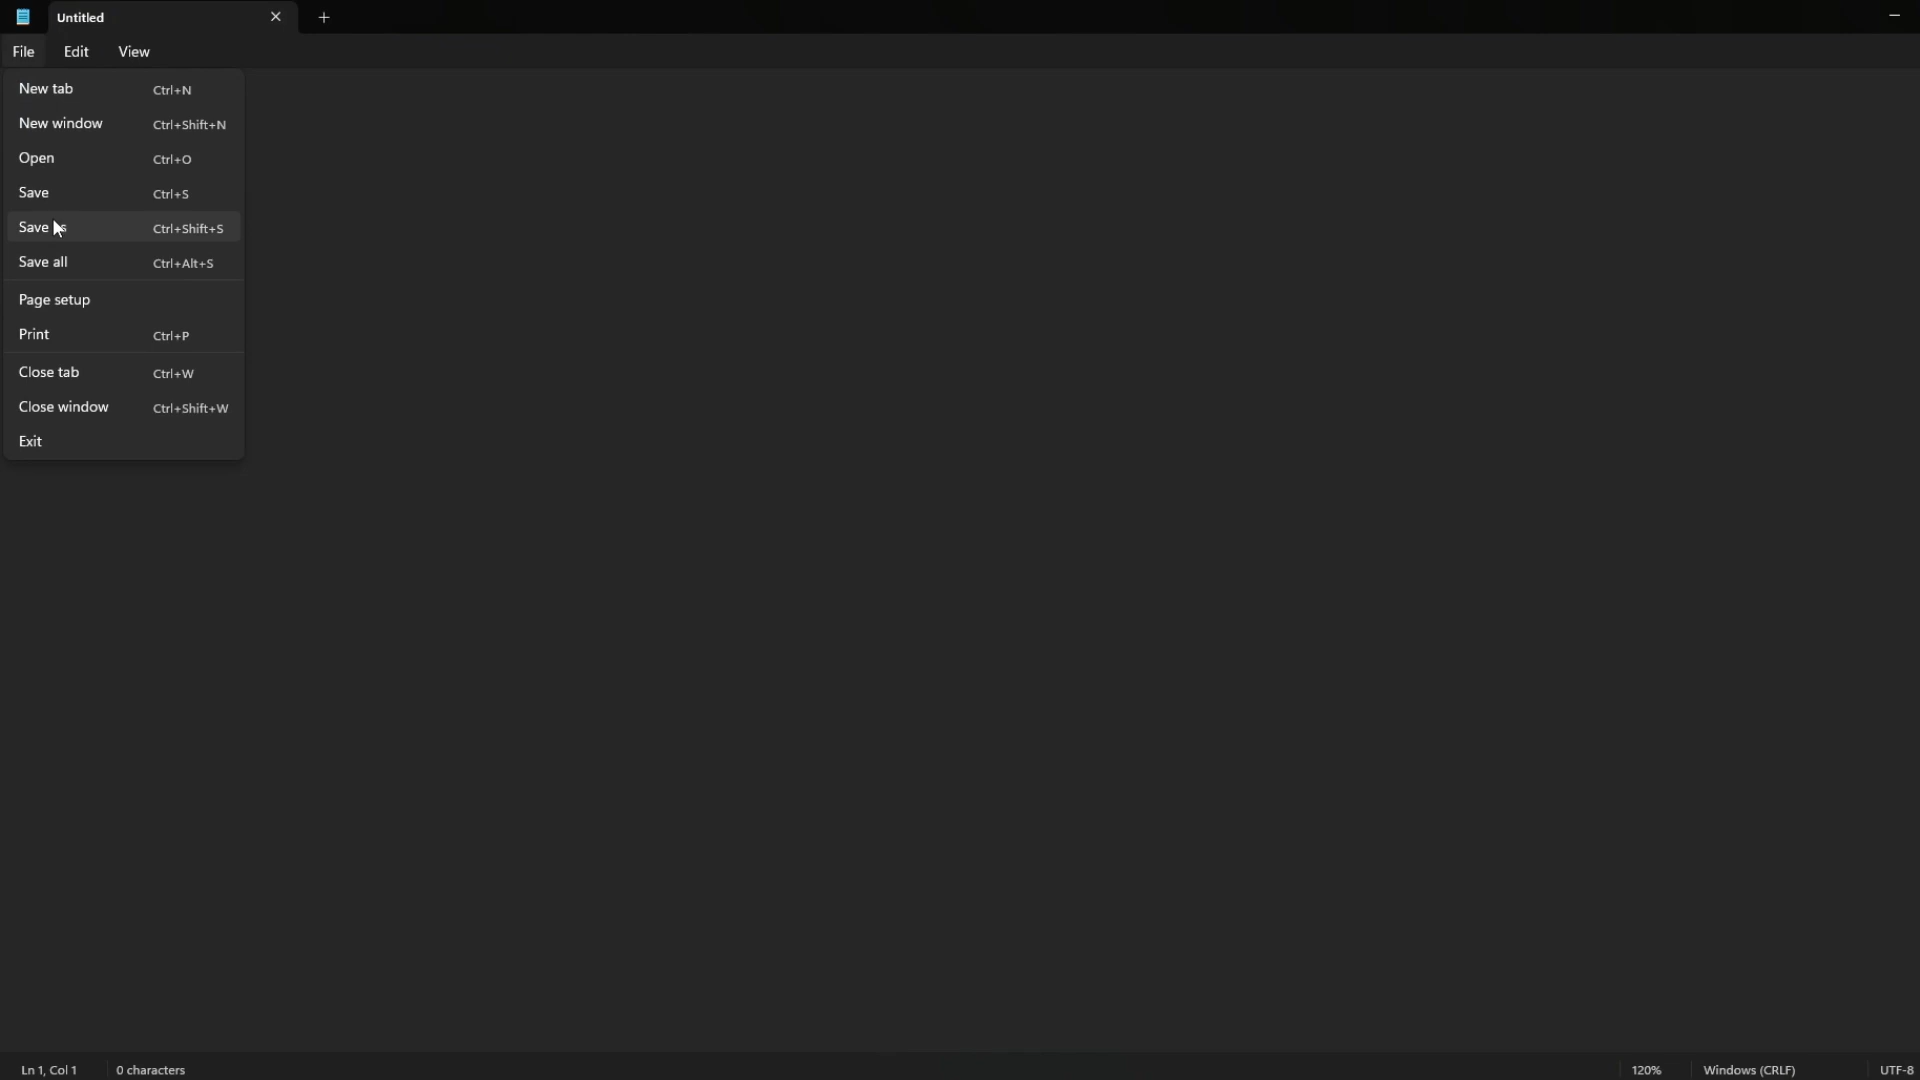 Untitled
File Edit View
New tab Ctrl+N
New window Ctrl+Shift+N
Open Ctrl+O
Save Ctrl+S
Save as Ctrl+Shift+S
Save all Ctrl+Alt+S
Page setup
Print Ctrl+P
Close tab Ctrl+W
Close window Ctrl+Shift+W
Exit
Ln 1, Col 1 0 characters 120% Windows (CRLF) UTF-8